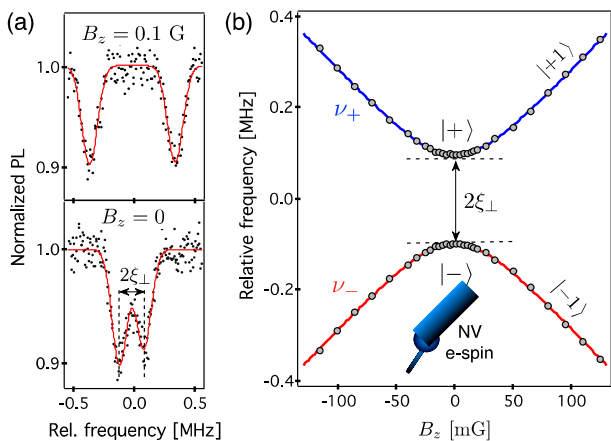 (a)
B_z = 0.1 G
1.0
0.9
B_z = 0
2ξ⊥
1.0
0.9
Normalized PL
-0.5 0.0 0.5
Rel. frequency [MHz]
(b)
0.4
0.2
0.0
-0.2
-0.4
Relative frequency [MHz]
ν₊
|+⟩
|+1⟩
2ξ⊥
ν₋
|−⟩
|−1⟩
NV
e-spin
-100 -50 0 50 100
B_z [mG]